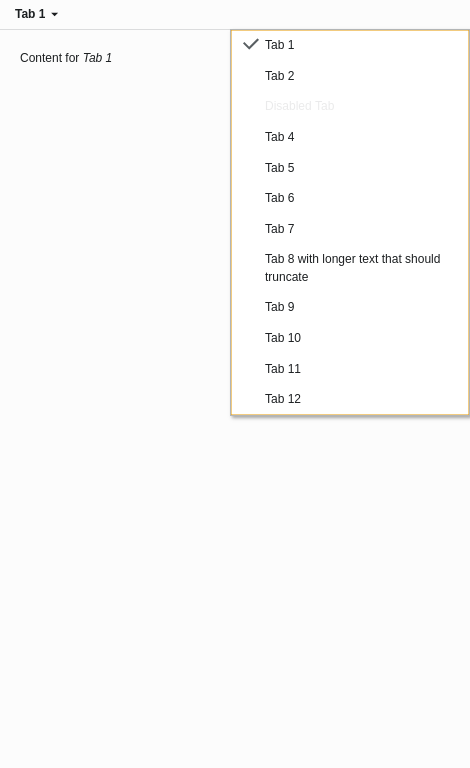 Tab 1
Content for Tab 1
Tab 1
Tab 2
Disabled Tab
Tab 4
Tab 5
Tab 6
Tab 7
Tab 8 with longer text that should
truncate
Tab 9
Tab 10
Tab 11
Tab 12